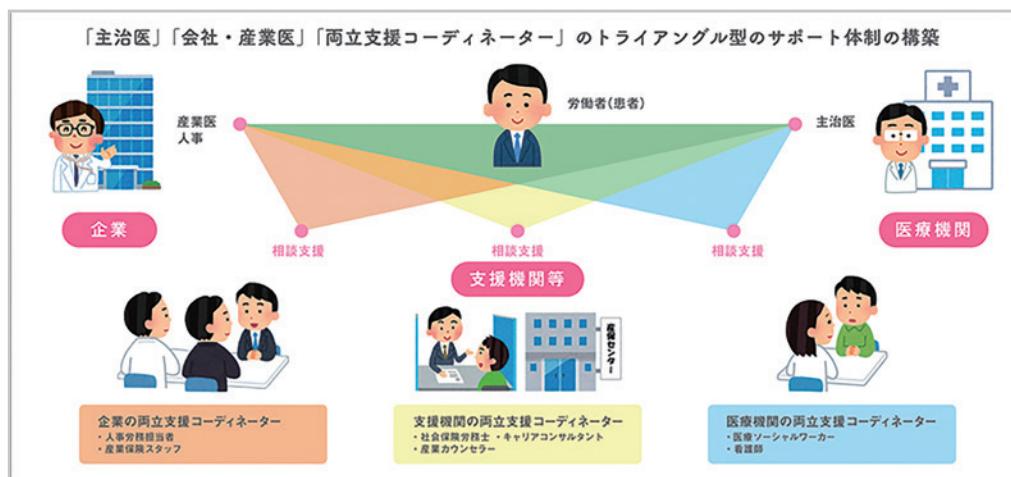 「主治医」「会社・産業医」「両立支援コーディネーター」のトライアングル型のサポート体制の構築
産業医
人事
労働者(患者)
主治医
企業
医療機関
相談支援
相談支援
相談支援
支援機関等
産保センター
企業の両立支援コーディネーター
・人事労務担当者
・産業保険スタッフ
支援機関の両立支援コーディネーター
・社会保険労務士 ・キャリアコンサルタント
・産業カウンセラー
医療機関の両立支援コーディネーター
・医療ソーシャルワーカー
・看護師